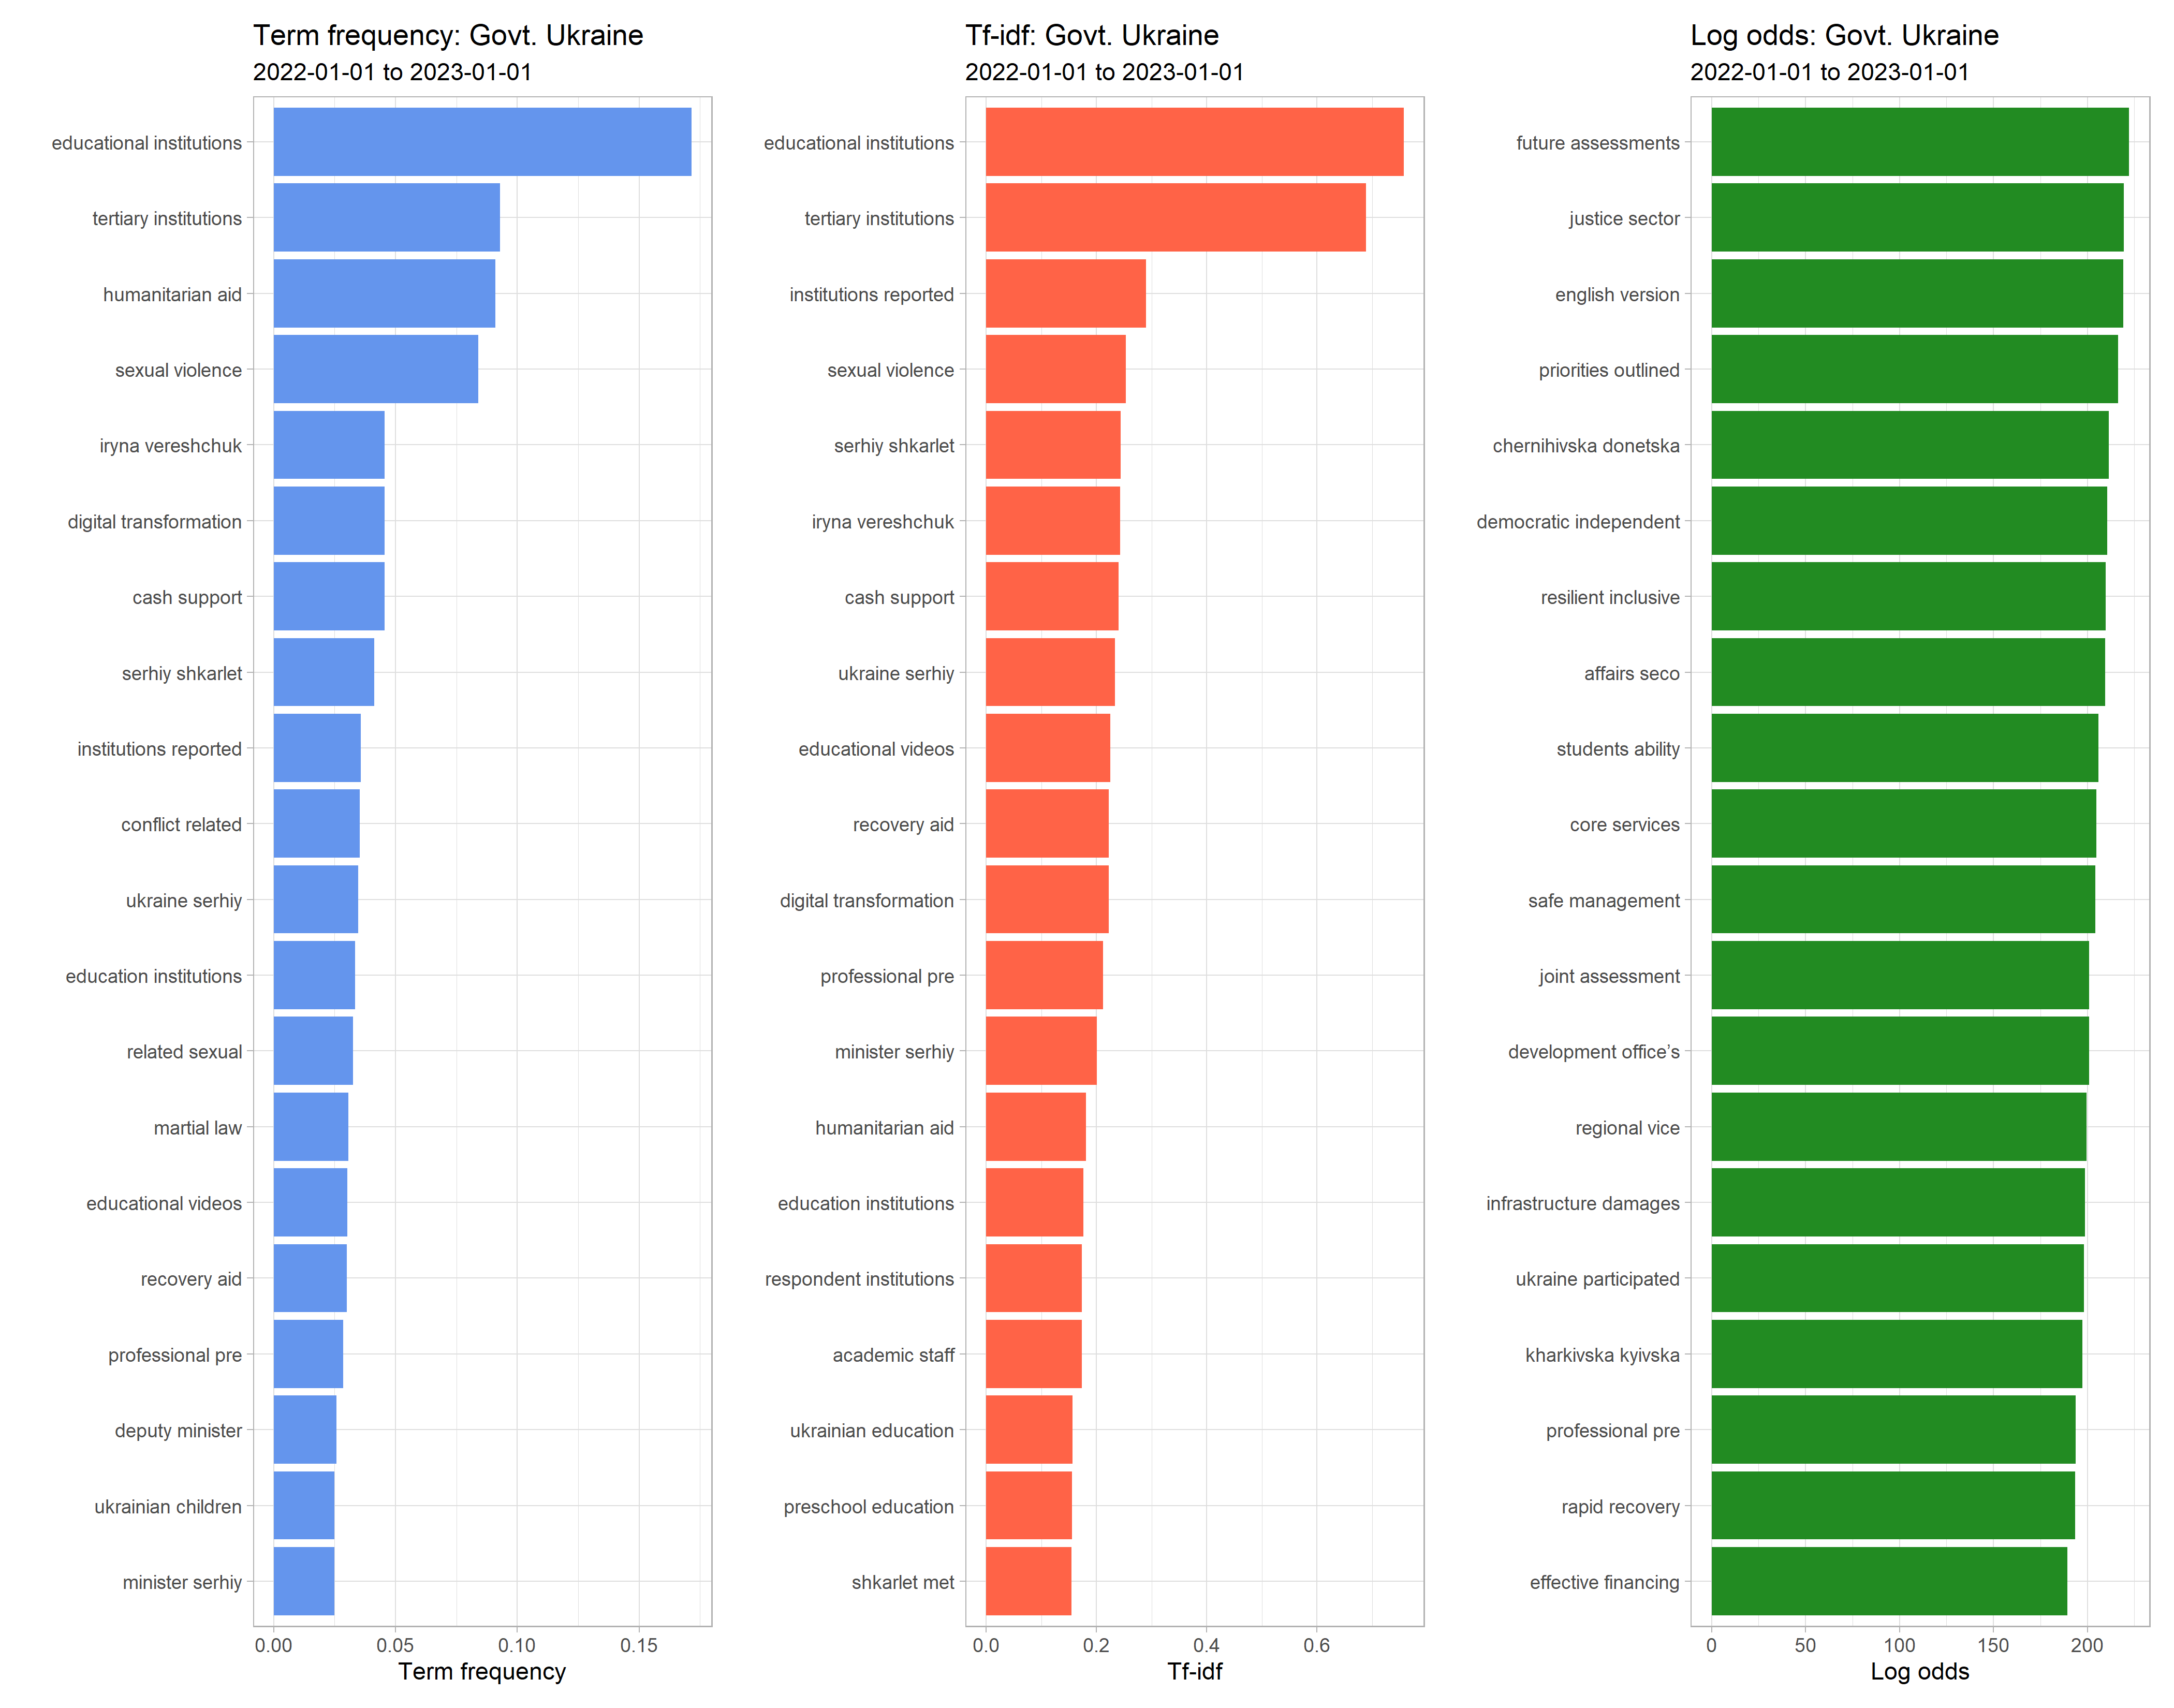 Term frequency: Govt. Ukraine
2022-01-01 to 2023-01-01
educational institutions
tertiary institutions
humanitarian aid
sexual violence
iryna vereshchuk
digital transformation
cash support
serhiy shkarlet
institutions reported
conflict related
ukraine serhiy
education institutions
related sexual
martial law
educational videos
recovery aid
professional pre
deputy minister
ukrainian children
minister serhiy
0.00 0.05 0.10 0.15
Term frequency
Tf-idf: Govt. Ukraine
2022-01-01 to 2023-01-01
educational institutions
tertiary institutions
institutions reported
sexual violence
serhiy shkarlet
iryna vereshchuk
cash support
ukraine serhiy
educational videos
recovery aid
digital transformation
professional pre
minister serhiy
humanitarian aid
education institutions
respondent institutions
academic staff
ukrainian education
preschool education
shkarlet met
0.0 0.2 0.4 0.6
Tf-idf
Log odds: Govt. Ukraine
2022-01-01 to 2023-01-01
future assessments
justice sector
english version
priorities outlined
chernihivska donetska
democratic independent
resilient inclusive
affairs seco
students ability
core services
safe management
joint assessment
development office’s
regional vice
infrastructure damages
ukraine participated
kharkivska kyivska
professional pre
rapid recovery
effective financing
0 50 100 150 200
Log odds